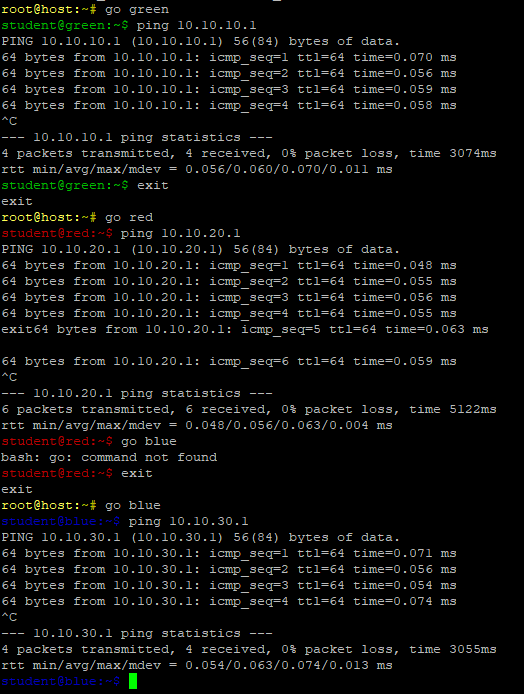 root@host:~# go green
student@green:~$ ping 10.10.10.1
PING 10.10.10.1 (10.10.10.1) 56(84) bytes of data.
64 bytes from 10.10.10.1: icmp_seq=1 ttl=64 time=0.070 ms
64 bytes from 10.10.10.1: icmp_seq=2 ttl=64 time=0.056 ms
64 bytes from 10.10.10.1: icmp_seq=3 ttl=64 time=0.059 ms
64 bytes from 10.10.10.1: icmp_seq=4 ttl=64 time=0.058 ms
^C
--- 10.10.10.1 ping statistics ---
4 packets transmitted, 4 received, 0% packet loss, time 3074ms
rtt min/avg/max/mdev = 0.056/0.060/0.070/0.011 ms
student@green:~$ exit
exit
root@host:~# go red
student@red:~$ ping 10.10.20.1
PING 10.10.20.1 (10.10.20.1) 56(84) bytes of data.
64 bytes from 10.10.20.1: icmp_seq=1 ttl=64 time=0.048 ms
64 bytes from 10.10.20.1: icmp_seq=2 ttl=64 time=0.055 ms
64 bytes from 10.10.20.1: icmp_seq=3 ttl=64 time=0.056 ms
64 bytes from 10.10.20.1: icmp_seq=4 ttl=64 time=0.055 ms
exit64 bytes from 10.10.20.1: icmp_seq=5 ttl=64 time=0.063 ms
64 bytes from 10.10.20.1: icmp_seq=6 ttl=64 time=0.059 ms
^C
--- 10.10.20.1 ping statistics ---
6 packets transmitted, 6 received, 0% packet loss, time 5122ms
rtt min/avg/max/mdev = 0.048/0.056/0.063/0.004 ms
student@red:~$ go blue
bash: go: command not found
student@red:~$ exit
exit
root@host:~# go blue
student@blue:~$ ping 10.10.30.1
PING 10.10.30.1 (10.10.30.1) 56(84) bytes of data.
64 bytes from 10.10.30.1: icmp_seq=1 ttl=64 time=0.071 ms
64 bytes from 10.10.30.1: icmp_seq=2 ttl=64 time=0.056 ms
64 bytes from 10.10.30.1: icmp_seq=3 ttl=64 time=0.054 ms
64 bytes from 10.10.30.1: icmp_seq=4 ttl=64 time=0.074 ms
^C
--- 10.10.30.1 ping statistics ---
4 packets transmitted, 4 received, 0% packet loss, time 3055ms
rtt min/avg/max/mdev = 0.054/0.063/0.074/0.013 ms
student@blue:~$